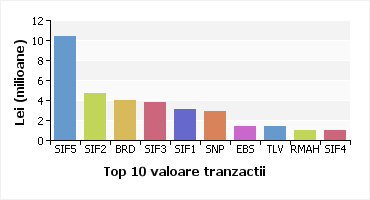 Lei (milioane)
12
10
8
6
4
2
0
SIF5 SIF2 BRD SIF3 SIF1 SNP EBS TLV RMAH SIF4
Top 10 valoare tranzactii